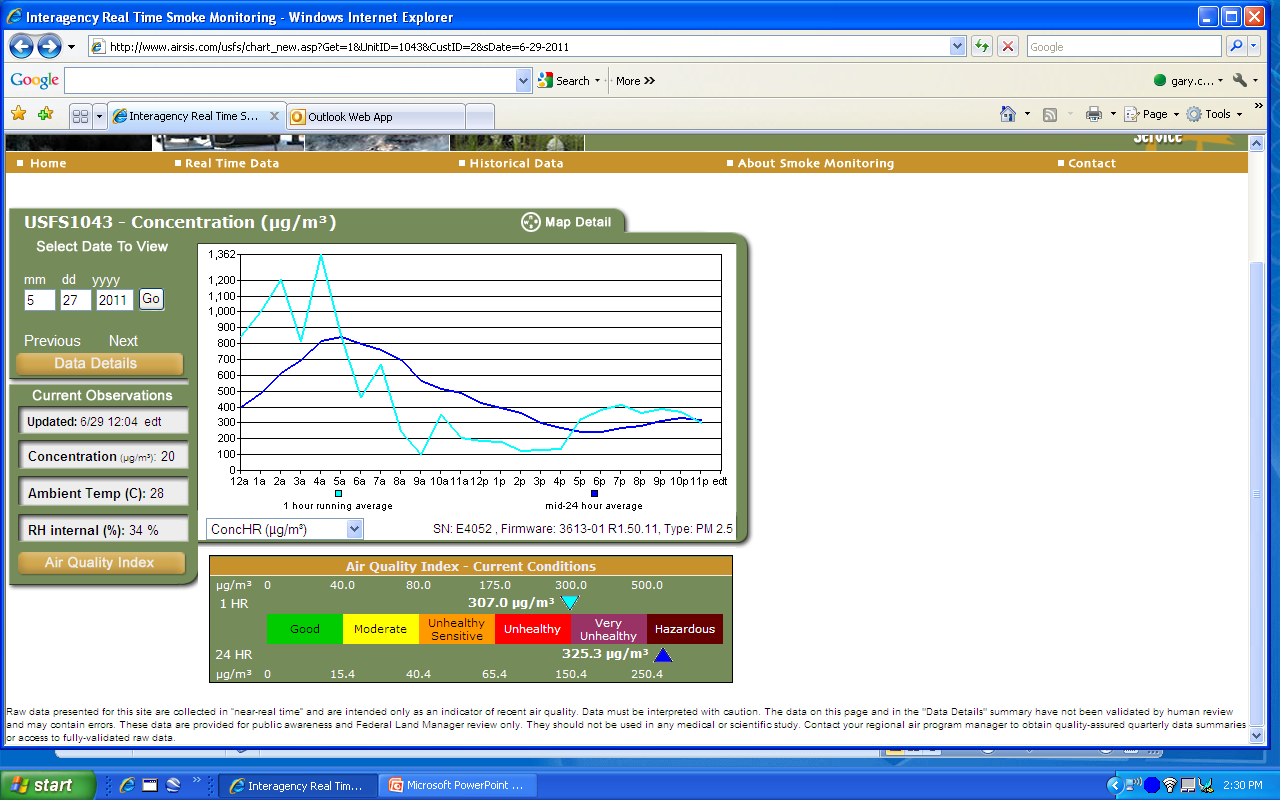 Interagency Real Time Smoke Monitoring - Windows Internet Explorer
http://www.airsis.com/usfs/chart_new.asp?Get=1&UnitID=1043&CustID=2&sDate=6-29-2011
Google
Google Search More »
gary.c...
Interagency Real Time S... Outlook Web App
Page Tools »
Service
Home Real Time Data Historical Data About Smoke Monitoring Contact
USFS1043 - Concentration (µg/m³)
Map Detail
Select Date To View
mm dd yyyy
5 27 2011 Go
Previous Next
Data Details
Current Observations
Updated: 6/29 12:04 edt
Concentration (µg/m³): 20
Ambient Temp (C): 28
RH internal (%): 34 %
Air Quality Index
1,362
1,200
1,100
1,000
900
800
700
600
500
400
300
200
100
0
12a 1a 2a 3a 4a 5a 6a 7a 8a 9a 10a 11a 12p 1p 2p 3p 4p 5p 6p 7p 8p 9p 10p 11p edt
1 hour running average mid-24 hour average
ConcHR (µg/m³)
SN: E4052 , Firmware: 3613-01 R1.50.11, Type: PM 2.5
Air Quality Index - Current Conditions
µg/m³ 0 40.0 80.0 175.0 300.0 500.0
1 HR 307.0 µg/m³
Good Moderate Unhealthy Sensitive Unhealthy Very Unhealthy Hazardous
24 HR 325.3 µg/m³
µg/m³ 0 15.4 40.4 65.4 150.4 250.4
Raw data presented for this site are collected in "near-real time" and are intended only as an indicator of recent air quality. Data must be interpreted with caution. The data on this page and in the "Data Details" summary have not been validated by human review
and may contain errors. These data are provided for public awareness and Federal Land Manager review only. They should not be used in any medical or scientific study. Contact your regional air program manager to obtain quality-assured quarterly data summaries
or access to fully-validated raw data.
start » Interagency Real Tim... Microsoft PowerPoint ... 2:30 PM